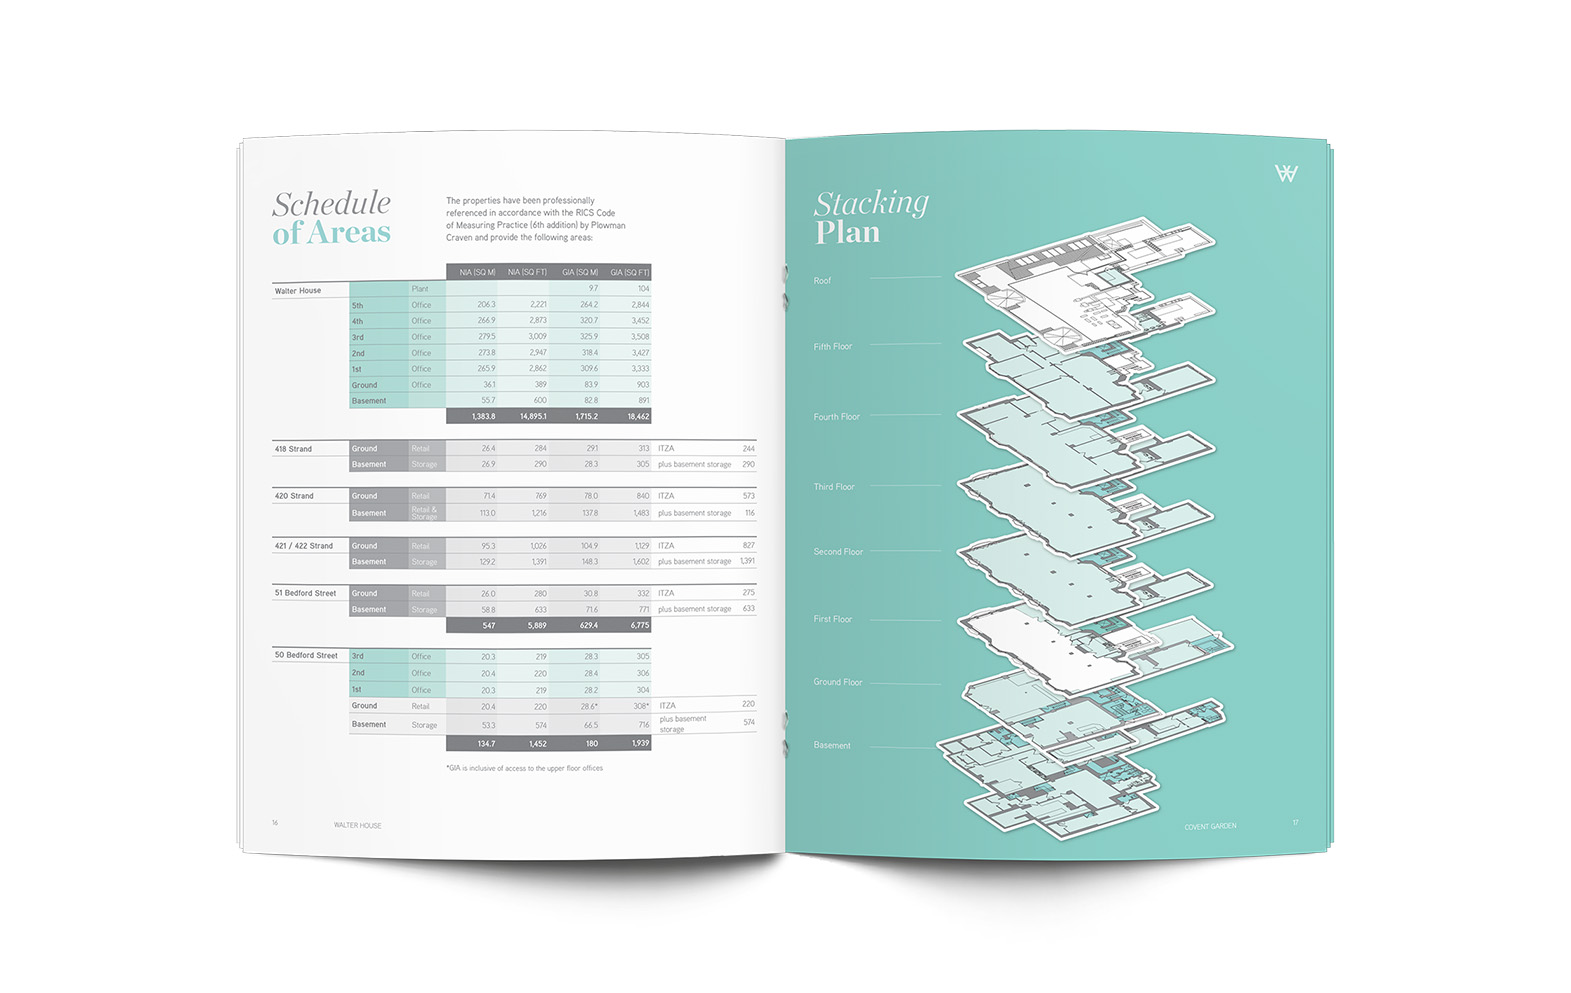 Schedule
of Areas
The properties have been professionally
referenced in accordance with the RICS Code
of Measuring Practice (6th addition) by Plowman
Craven and provide the following areas:
NIA (SQ M) NIA (SQ FT) GIA (SQ M) GIA (SQ FT)
Walter House Plant 9.7 104
5th Office 206.3 2,221 264.2 2,844
4th Office 266.9 2,873 320.7 3,452
3rd Office 279.5 3,009 325.9 3,508
2nd Office 273.8 2,947 318.4 3,427
1st Office 265.9 2,862 309.6 3,333
Ground Office 36.1 389 83.9 903
Basement 55.7 600 82.8 891
1,383.8 14,895.1 1,715.2 18,462
418 Strand Ground Retail 26.4 284 29.1 313 ITZA 244
Basement Storage 26.9 290 28.3 305 plus basement storage 290
420 Strand Ground Retail 71.4 769 78.0 840 ITZA 573
Basement Retail & Storage 113.0 1,216 137.8 1,483 plus basement storage 116
421 / 422 Strand Ground Retail 95.3 1,026 104.9 1,129 ITZA 827
Basement Storage 129.2 1,391 148.3 1,602 plus basement storage 1,391
51 Bedford Street Ground Retail 26.0 280 30.8 332 ITZA 275
Basement Storage 58.8 633 71.6 771 plus basement storage 633
547 5,889 629.4 6,775
50 Bedford Street 3rd Office 20.3 219 28.3 305
2nd Office 20.4 220 28.4 306
1st Office 20.3 219 28.2 304
Ground Retail 20.4 220 28.6* 308* ITZA 220
Basement Storage 53.3 574 66.5 716 plus basement storage 574
134.7 1,452 180 1,939
*GIA is inclusive of access to the upper floor offices
16 WALTER HOUSE
Stacking
Plan
Roof
Fifth Floor
Fourth Floor
Third Floor
Second Floor
First Floor
Ground Floor
Basement
COVENT GARDEN 17